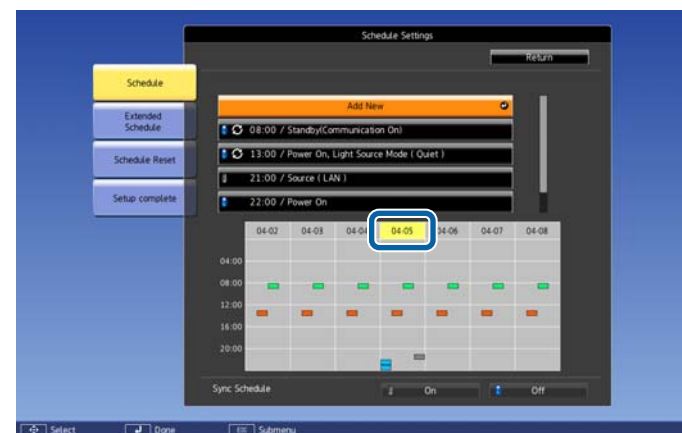 Schedule Settings
Return
Schedule
Extended
Schedule
Schedule Reset
Setup complete
Add New
08:00 / Standby(Communication On)
13:00 / Power On, Light Source Mode ( Quiet )
21:00 / Source ( LAN )
22:00 / Power On
04-02 04-03 04-04 04-05 04-06 04-07 04-08
04:00
08:00
12:00
16:00
20:00
Sync Schedule On Off
Select Done Submenu